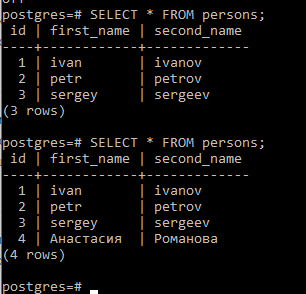 postgres=# SELECT * FROM persons;
 id | first_name | second_name
----+------------+-------------
  1 | ivan       | ivanov
  2 | petr       | petrov
  3 | sergey     | sergeev
(3 rows)

postgres=# SELECT * FROM persons;
 id | first_name | second_name
----+------------+-------------
  1 | ivan       | ivanov
  2 | petr       | petrov
  3 | sergey     | sergeev
  4 | Анастасия  | Романова
(4 rows)

postgres=# _